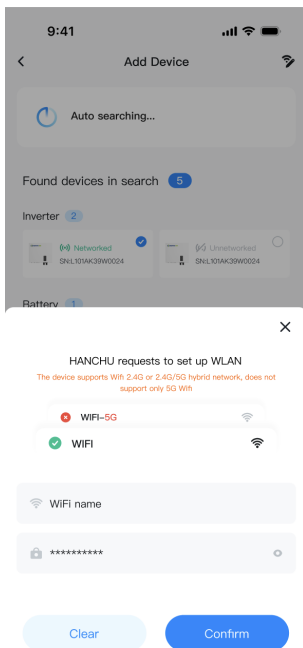 9:41
Add Device
Auto searching...
Found devices in search 5
Inverter 2
Networked Unnetworked
SN:L101AK39W0024 SN:L101AK39W0024
Battery 1
HANCHU requests to set up WLAN
The device supports Wifi 2.4G or 2.4G/5G hybrid network, does not
support only 5G Wifi
WIFI-5G
WIFI
WiFi name
**********
Clear Confirm